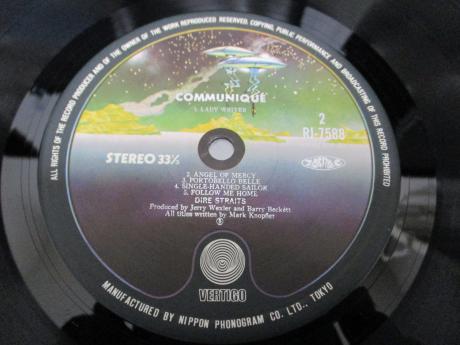 ALL RIGHTS OF THE RECORD PRODUCER AND OF THE OWNER OF THE WORK REPRODUCED RESERVED. COPYING, PUBLIC PERFORMANCE AND BROADCASTING OF THIS RECORD PROHIBITED
COMMUNIQUÉ
1. LADY WRITER
2
RJ-7588
STEREO 33⅓
2. ANGEL OF MERCY
3. PORTOBELLO BELLE
4. SINGLE-HANDED SAILOR
5. FOLLOW ME HOME
DIRE STRAITS
Produced by Jerry Wexler and Barry Beckett
All titles written by Mark Knopfler
VERTIGO
MANUFACTURED BY NIPPON PHONOGRAM CO. LTD., TOKYO